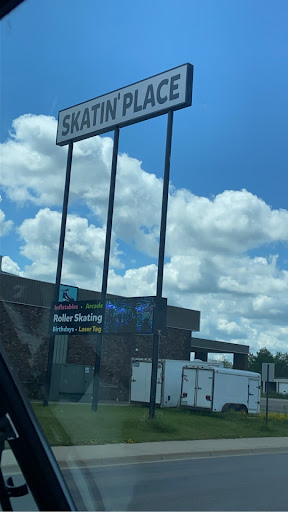 SKATIN' PLACE
Inflatables • Arcade
Roller Skating
Birthdays • Laser Tag